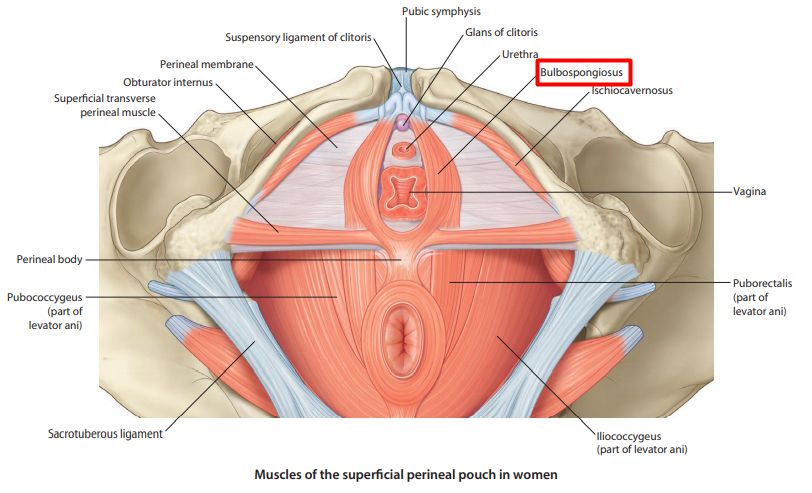 Pubic symphysis
Suspensory ligament of clitoris
Glans of clitoris
Urethra
Perineal membrane
Bulbospongiosus
Obturator internus
Ischiocavernosus
Superficial transverse
perineal muscle
Vagina
Perineal body
Pubococcygeus
(part of
levator ani)
Puborectalis
(part of
levator ani)
Sacrotuberous ligament
Iliococcygeus
(part of levator ani)
Muscles of the superficial perineal pouch in women